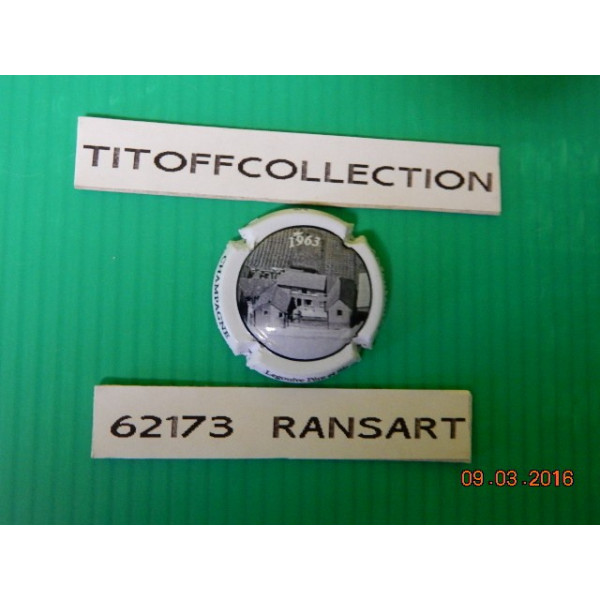 TITOFFCOLLECTION
1963
CHAMPAGNE
62173 RANSART
09.03.2016